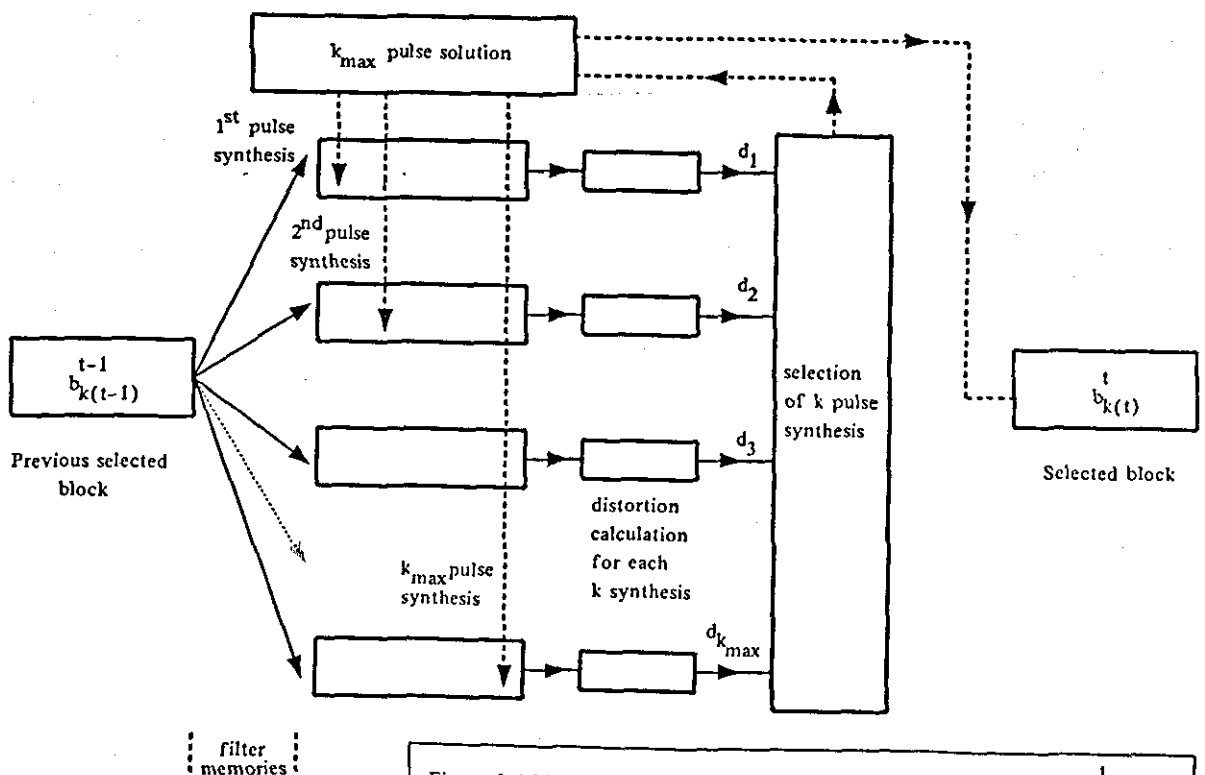 k_max pulse solution
1st pulse
synthesis
d_1
2nd pulse
synthesis
d_2
t-1
b_k(t-1)
Previous selected
block
selection
of k pulse
synthesis
t
b_k(t)
Selected block
d_3
distortion
calculation
for each
k synthesis
k_max pulse
synthesis
d_k_max
filter
memories